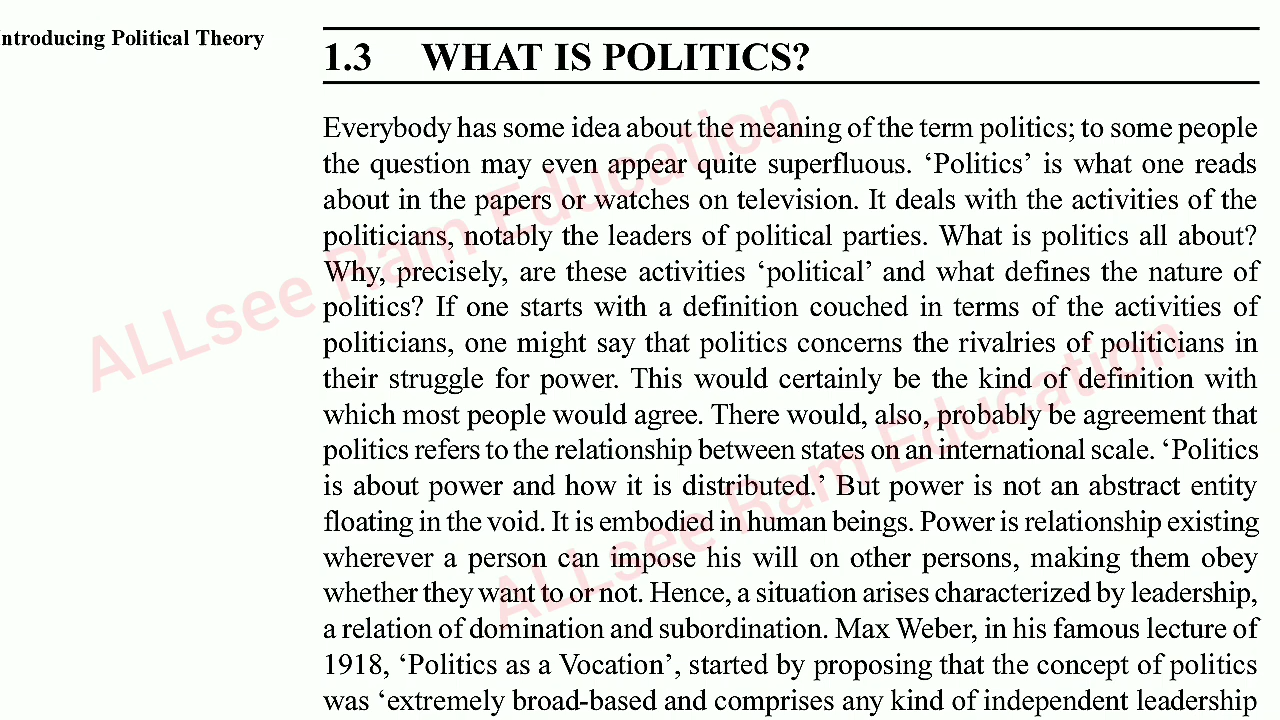 Introducing Political Theory
1.3 WHAT IS POLITICS?
Everybody has some idea about the meaning of the term politics; to some people
the question may even appear quite superfluous. ‘Politics’ is what one reads
about in the papers or watches on television. It deals with the activities of the
politicians, notably the leaders of political parties. What is politics all about?
Why, precisely, are these activities ‘political’ and what defines the nature of
politics? If one starts with a definition couched in terms of the activities of
politicians, one might say that politics concerns the rivalries of politicians in
their struggle for power. This would certainly be the kind of definition with
which most people would agree. There would, also, probably be agreement that
politics refers to the relationship between states on an international scale. ‘Politics
is about power and how it is distributed.’ But power is not an abstract entity
floating in the void. It is embodied in human beings. Power is relationship existing
wherever a person can impose his will on other persons, making them obey
whether they want to or not. Hence, a situation arises characterized by leadership,
a relation of domination and subordination. Max Weber, in his famous lecture of
1918, ‘Politics as a Vocation’, started by proposing that the concept of politics
was ‘extremely broad-based and comprises any kind of independent leadership
ALLsee Ram Education
ALLsee Ram Education